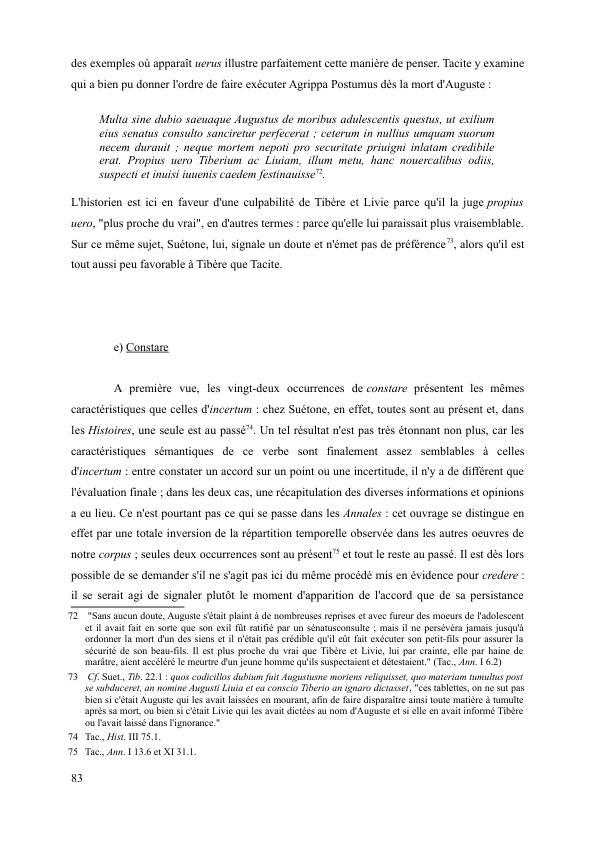 des exemples où apparaît uerus illustre parfaitement cette manière de penser. Tacite y examine
qui a bien pu donner l'ordre de faire exécuter Agrippa Postumus dès la mort d'Auguste :
Multa sine dubio saeuaque Augustus de moribus adulescentis questus, ut exilium
eius senatus consulto sanciretur perfecerat ; ceterum in nullius umquam suorum
necem durauit ; neque mortem nepoti pro securitate priuigni inlatam credibile
erat. Propius uero Tiberium ac Liuiam, illum metu, hanc nouercalibus odiis,
suspecti et inuisi iuuenis caedem festinauisse72.
L'historien est ici en faveur d'une culpabilité de Tibère et Livie parce qu'il la juge propius
uero, "plus proche du vrai", en d'autres termes : parce qu'elle lui paraissait plus vraisemblable.
Sur ce même sujet, Suétone, lui, signale un doute et n'émet pas de préférence73, alors qu'il est
tout aussi peu favorable à Tibère que Tacite.
e) Constare
A première vue, les vingt-deux occurrences de constare présentent les mêmes
caractéristiques que celles d'incertum : chez Suétone, en effet, toutes sont au présent et, dans
les Histoires, une seule est au passé74. Un tel résultat n'est pas très étonnant non plus, car les
caractéristiques sémantiques de ce verbe sont finalement assez semblables à celles
d'incertum : entre constater un accord sur un point ou une incertitude, il n'y a de différent que
l'évaluation finale ; dans les deux cas, une récapitulation des diverses informations et opinions
a eu lieu. Ce n'est pourtant pas ce qui se passe dans les Annales : cet ouvrage se distingue en
effet par une totale inversion de la répartition temporelle observée dans les autres oeuvres de
notre corpus ; seules deux occurrences sont au présent75 et tout le reste au passé. Il est dès lors
possible de se demander s'il ne s'agit pas ici du même procédé mis en évidence pour credere :
il se serait agi de signaler plutôt le moment d'apparition de l'accord que de sa persistance
72 "Sans aucun doute, Auguste s'était plaint à de nombreuses reprises et avec fureur des moeurs de l'adolescent
et il avait fait en sorte que son exil fût ratifié par un sénatusconsulte ; mais il ne persévéra jamais jusqu'à
ordonner la mort d'un des siens et il n'était pas crédible qu'il eût fait exécuter son petit-fils pour assurer la
sécurité de son beau-fils. Il est plus proche du vrai que Tibère et Livie, lui par crainte, elle par haine de
marâtre, aient accéléré le meurtre d'un jeune homme qu'ils suspectaient et détestaient." (Tac., Ann. I 6.2)
73 Cf. Suet., Tib. 22.1 : quos codicillos dubium fuit Augustusne moriens reliquisset, quo materiam tumultus post
se subduceret, an nomine Augusti Liuia et ea conscio Tiberio an ignaro dictasset, "ces tablettes, on ne sut pas
bien si c'était Auguste qui les avait laissées en mourant, afin de faire disparaître ainsi toute matière à tumulte
après sa mort, ou bien si c'était Livie qui les avait dictées au nom d'Auguste et si elle en avait informé Tibère
ou l'avait laissé dans l'ignorance."
74 Tac., Hist. III 75.1.
75 Tac., Ann. I 13.6 et XI 31.1.
83